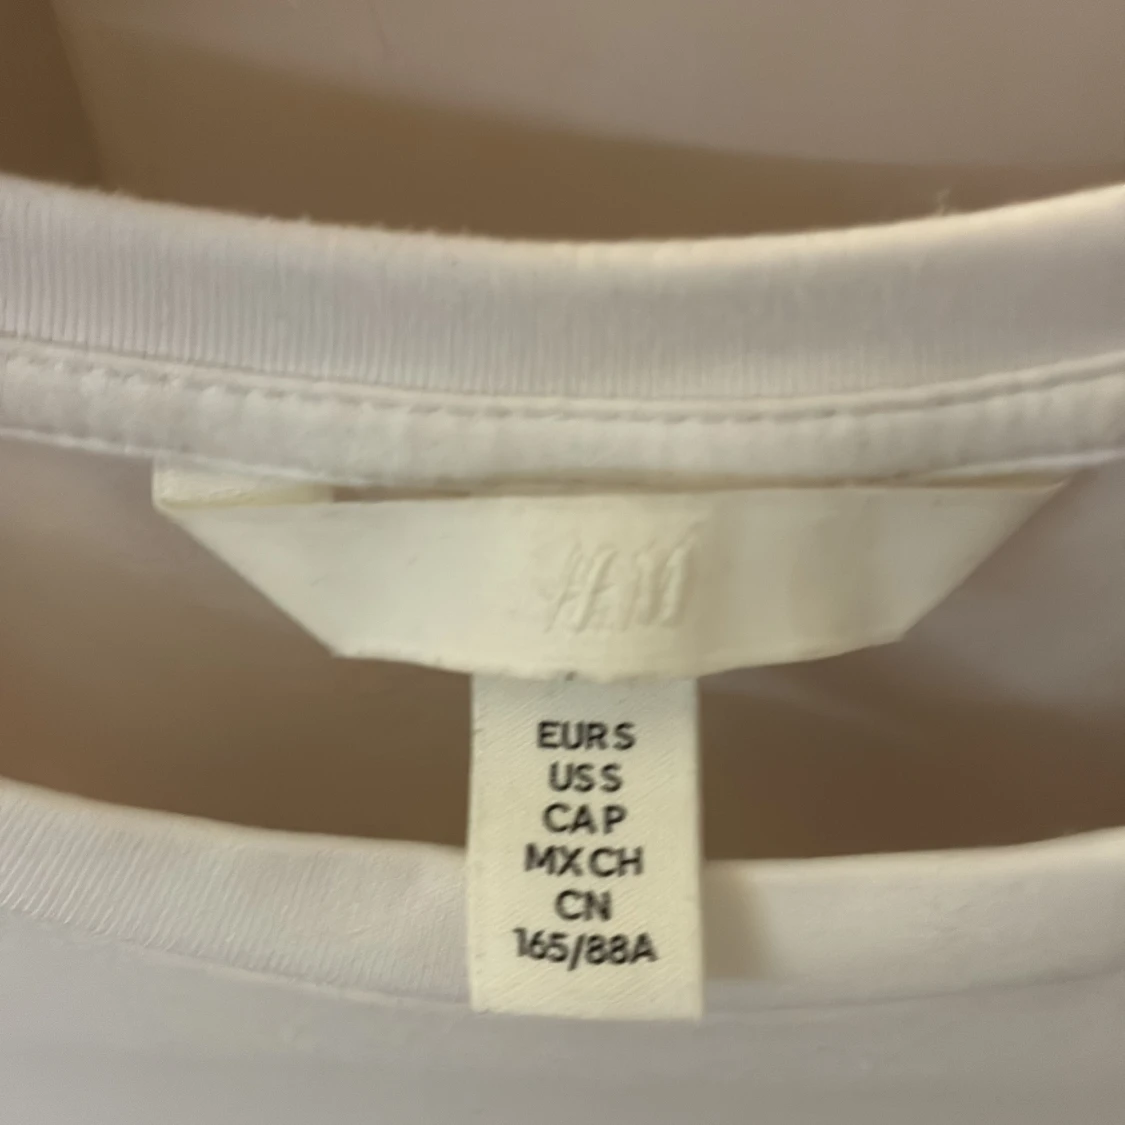 H&M
EUR S
US S
CA P
MX CH
CN
165/88A